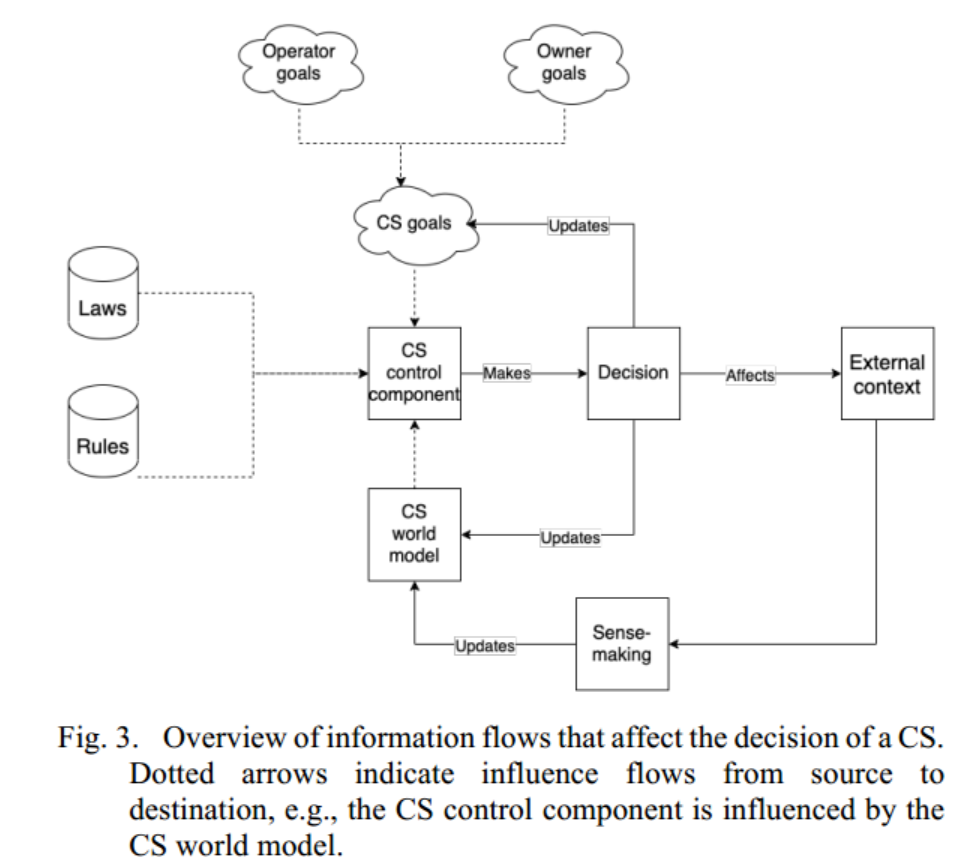 Operator
goals
Owner
goals
CS goals
Updates
Laws
CS
control
component
Makes
Decision
Affects
External
context
Rules
CS
world
model
Updates
Updates
Sense-
making
Fig. 3. Overview of information flows that affect the decision of a CS.
Dotted arrows indicate influence flows from source to
destination, e.g., the CS control component is influenced by the
CS world model.